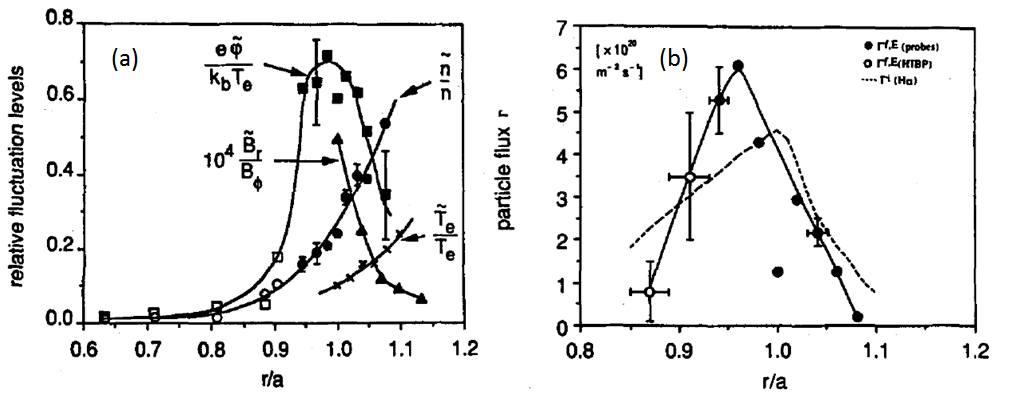 (a)
relative fluctuation levels
0.8
0.6
0.4
0.2
0.0
e φ̃
k_b T_e
ñ
n
10⁴ B̃_r
B_ϕ
T̃_e
T_e
0.6 0.7 0.8 0.9 1.0 1.1 1.2
r/a
(b)
particle flux r
7
6
5
4
3
2
1
0
[ ×10²⁰
m⁻² s⁻¹]
Γf,E (probes)
Γf,E(HIBP)
Γi (Hα)
0.8 0.9 1.0 1.1 1.2
r/a